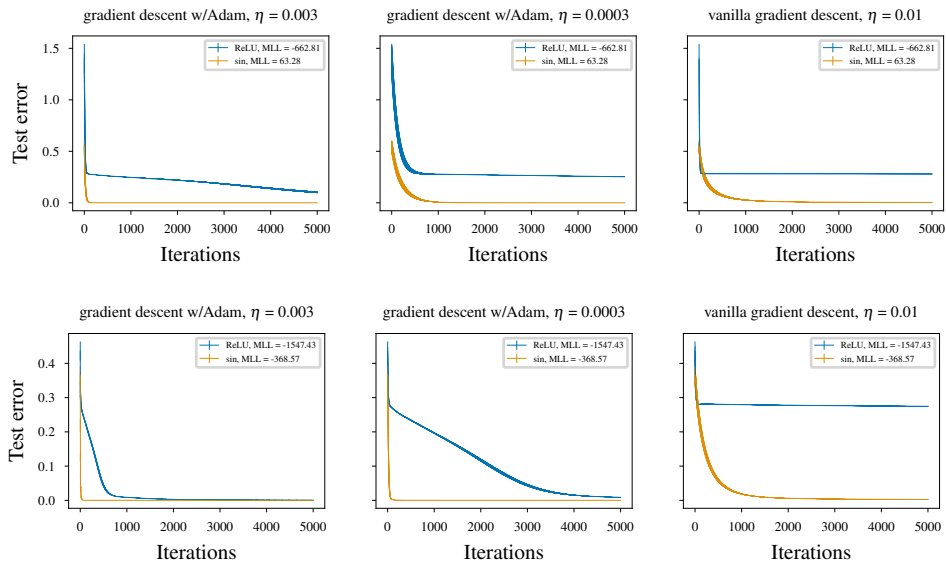 gradient descent w/Adam, η = 0.003
gradient descent w/Adam, η = 0.0003
vanilla gradient descent, η = 0.01
ReLU, MLL = -662.81
sin, MLL = 63.28
ReLU, MLL = -662.81
sin, MLL = 63.28
ReLU, MLL = -662.81
sin, MLL = 63.28
Test error
1.5
1.0
0.5
0.0
0 1000 2000 3000 4000 5000
0 1000 2000 3000 4000 5000
0 1000 2000 3000 4000 5000
Iterations
Iterations
Iterations
gradient descent w/Adam, η = 0.003
gradient descent w/Adam, η = 0.0003
vanilla gradient descent, η = 0.01
ReLU, MLL = -1547.43
sin, MLL = -368.57
ReLU, MLL = -1547.43
sin, MLL = -368.57
ReLU, MLL = -1547.43
sin, MLL = -368.57
Test error
0.4
0.3
0.2
0.1
0.0
0 1000 2000 3000 4000 5000
0 1000 2000 3000 4000 5000
0 1000 2000 3000 4000 5000
Iterations
Iterations
Iterations